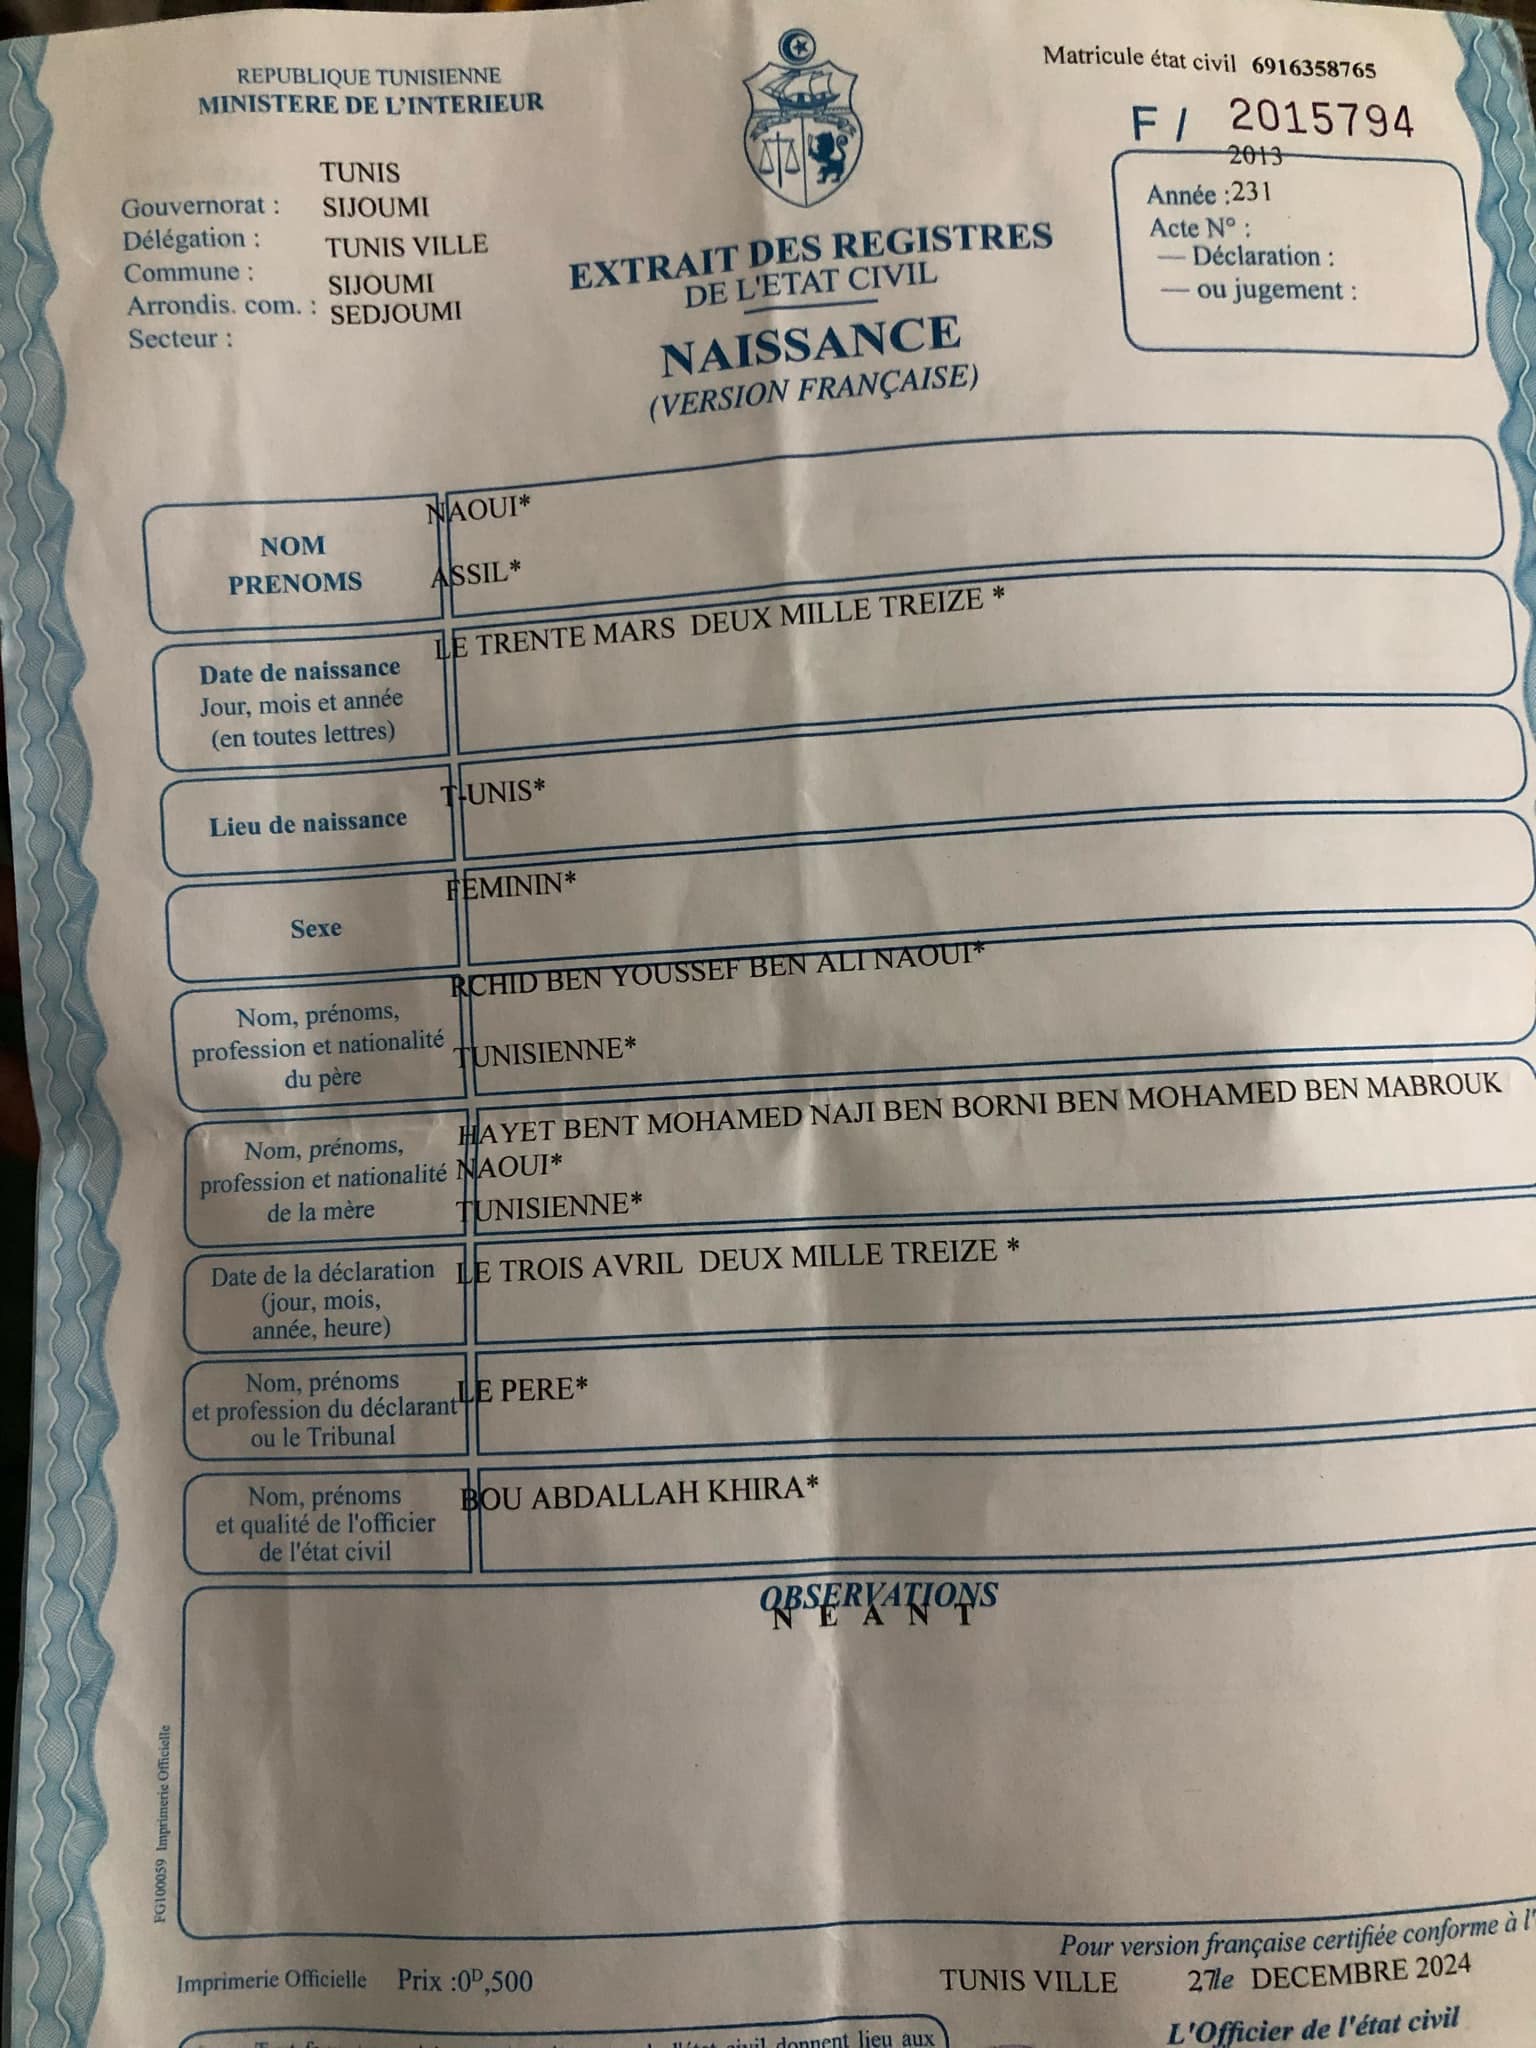 REPUBLIQUE TUNISIENNE
MINISTERE DE L'INTERIEUR
Matricule état civil 6916358765
F / 2015794
TUNIS
Gouvernorat : SIJOUMI
Délégation : TUNIS VILLE
Commune : SIJOUMI
Arrondis. com. : SEDJOUMI
Secteur :
2013
Année :231
Acte N° :
— Déclaration :
— ou jugement :
EXTRAIT DES REGISTRES
DE L'ETAT CIVIL
NAISSANCE
(VERSION FRANÇAISE)
NOM NAOUI*
PRENOMS ASSIL*
Date de naissance
Jour, mois et année
(en toutes lettres)
LE TRENTE MARS DEUX MILLE TREIZE *
Lieu de naissance
T-UNIS*
Sexe
FEMININ*
Nom, prénoms,
profession et nationalité
du père
RCHID BEN YOUSSEF BEN ALI NAOUI*
TUNISIENNE*
Nom, prénoms,
profession et nationalité
de la mère
HAYET BENT MOHAMED NAJI BEN BORNI BEN MOHAMED BEN MABROUK
NAOUI*
TUNISIENNE*
Date de la déclaration
(jour, mois,
année, heure)
LE TROIS AVRIL DEUX MILLE TREIZE *
Nom, prénoms
et profession du déclarant
ou le Tribunal
LE PERE*
Nom, prénoms
et qualité de l'officier
de l'état civil
BOU ABDALLAH KHIRA*
OBSERVATIONS
N E A N T
FG100059 Imprimerie Officielle
Pour version française certifiée conforme à l'
Imprimerie Officielle Prix :0ᴰ,500
TUNIS VILLE 27le DECEMBRE 2024
L'Officier de l'état civil
l'état civil donnent lieu aux